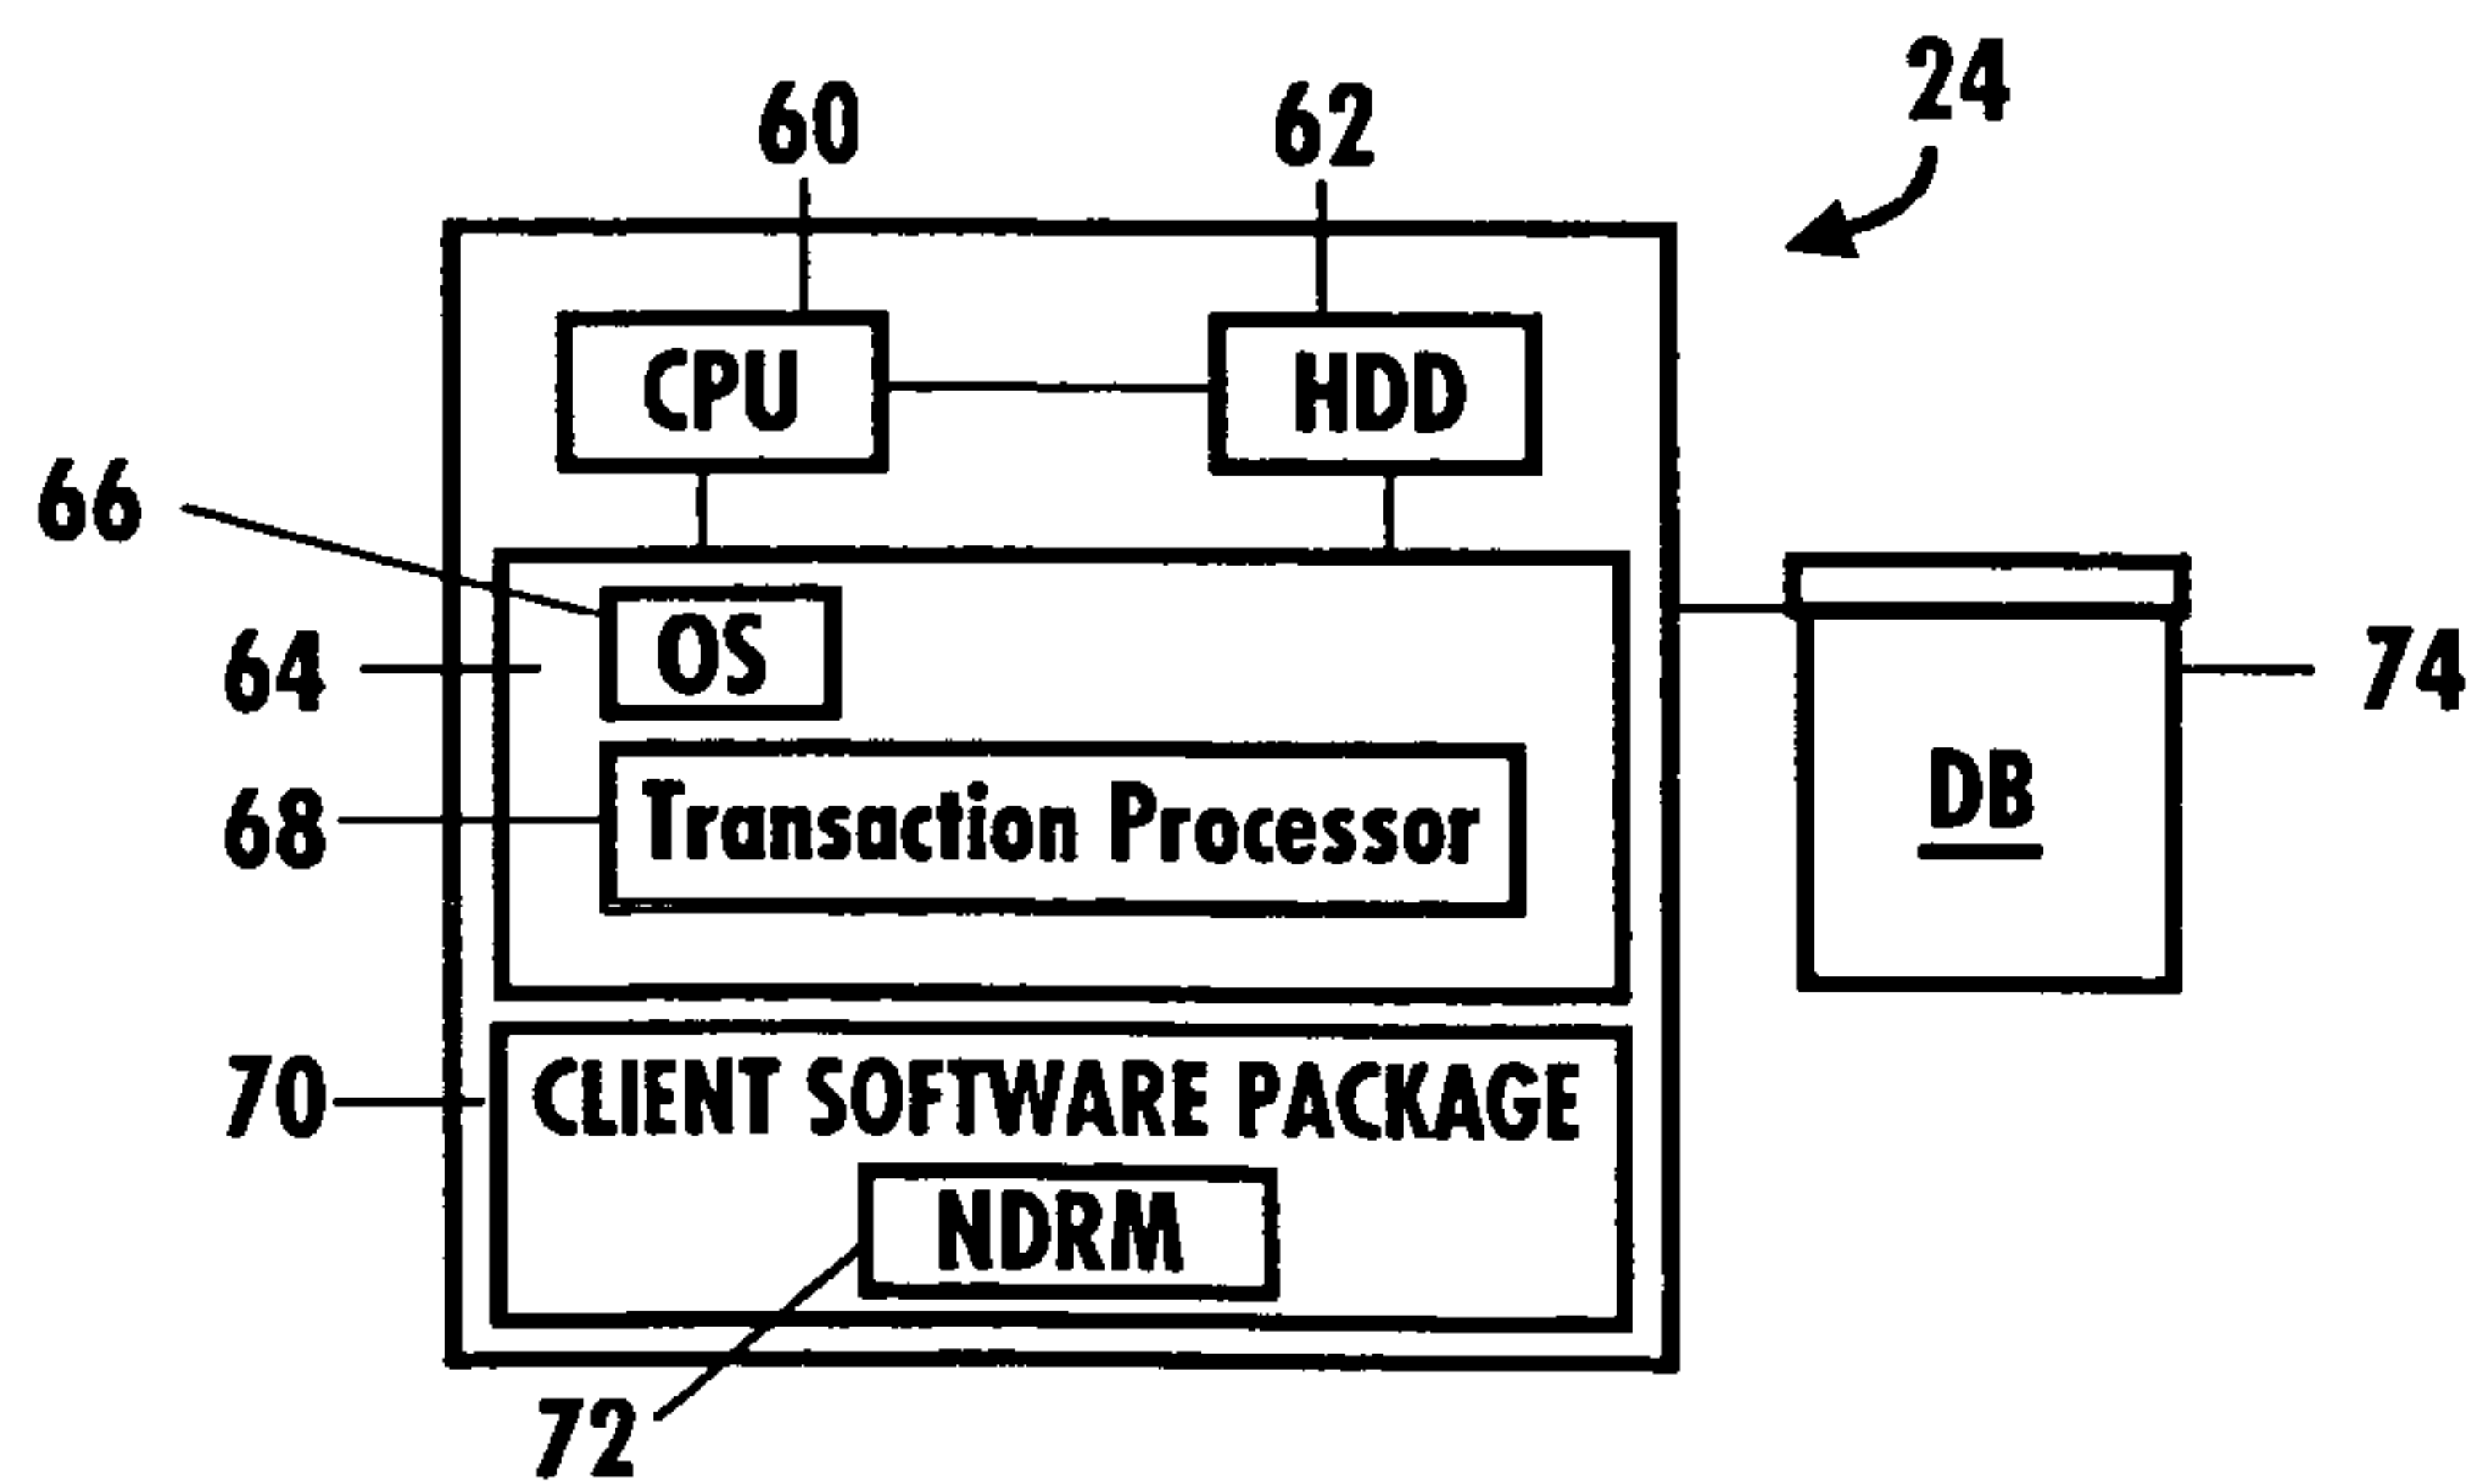 24
60
62
CPU
HDD
66
OS
64
74
68
Transaction Processor
DB
70
CLIENT SOFTWARE PACKAGE
NDRM
72